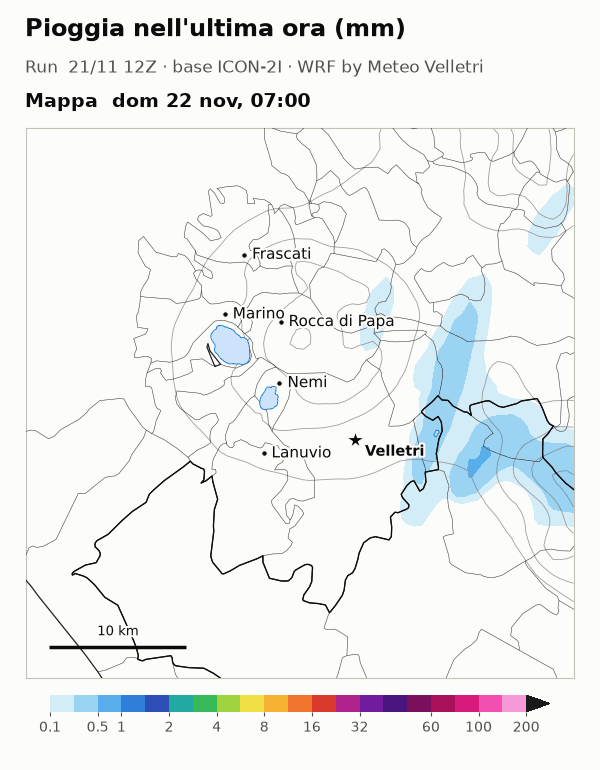 Pioggia nell'ultima ora (mm)
Run  21/11 12Z · base ICON-2I · WRF by Meteo Velletri
Mappa  dom 22 nov, 07:00
Frascati
Marino
Rocca di Papa
Nemi
Velletri
Lanuvio
10 km
0.1 0.5 1 2 4 8 16 32 60 100 200